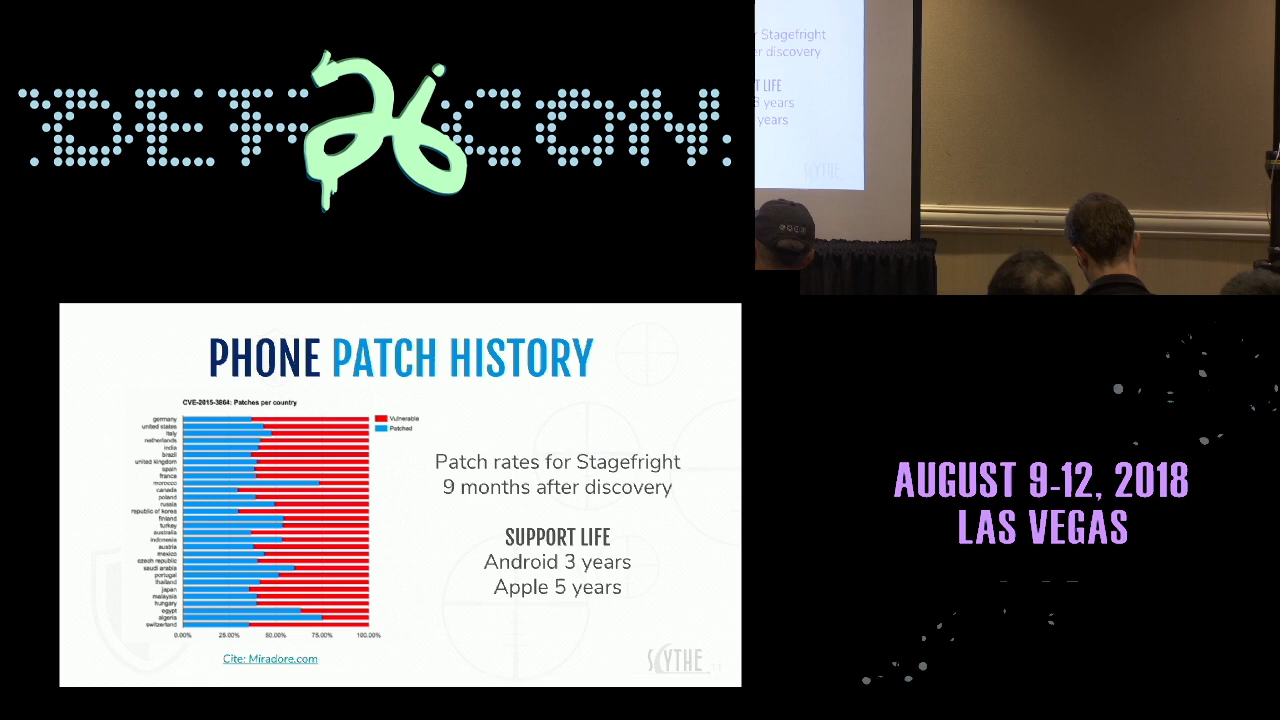 DEF 26 CON
r Stagefright
er discovery
T LIFE
3 years
years
SCYTHE
PHONE PATCH HISTORY
CVE-2015-3864: Patches per country
Vulnerable
Patched
germany
united states
italy
netherlands
india
brazil
united kingdom
spain
france
morocco
canada
poland
russia
republic of korea
finland
turkey
australia
indonesia
austria
mexico
czech republic
saudi arabia
portugal
thailand
japan
malaysia
hungary
egypt
algeria
switzerland
0.00% 25.00% 50.00% 75.00% 100.00%
Cite: Miradore.com
Patch rates for Stagefright
9 months after discovery
SUPPORT LIFE
Android 3 years
Apple 5 years
SCYTHE
11
AUGUST 9-12, 2018
LAS VEGAS